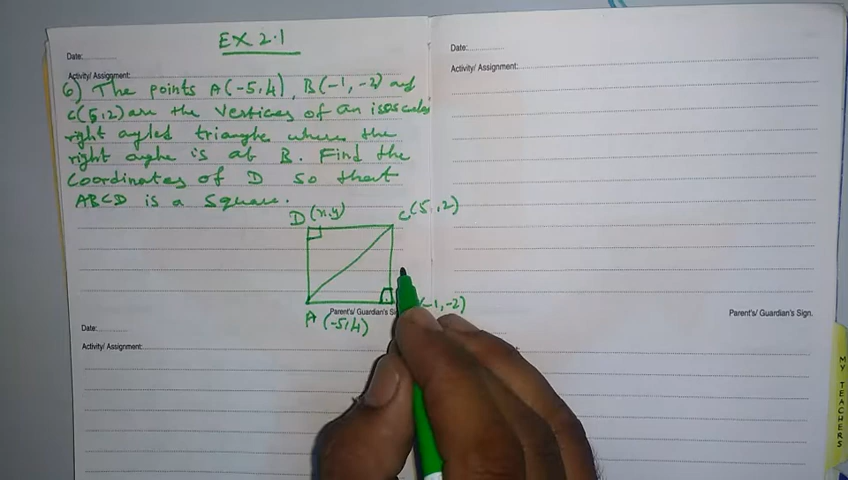 EX 2.1
Date:
Activity/ Assignment:
6) The points A(-5,4), B(-1, -2) and
C(5,2) are the vertices of an isosceles
right angled triangle where the
right angle is at B. Find the
Coordinates of D so that
ABCD is a Square.
D (x,y)
C (5,2)
A (-5,4)
(-1,-2)
Parent's/ Guardian's Si
Date:
Activity/ Assignment:
Date:
Activity/ Assignment:
Parent's/ Guardian's Sign.
MY TEACHERS